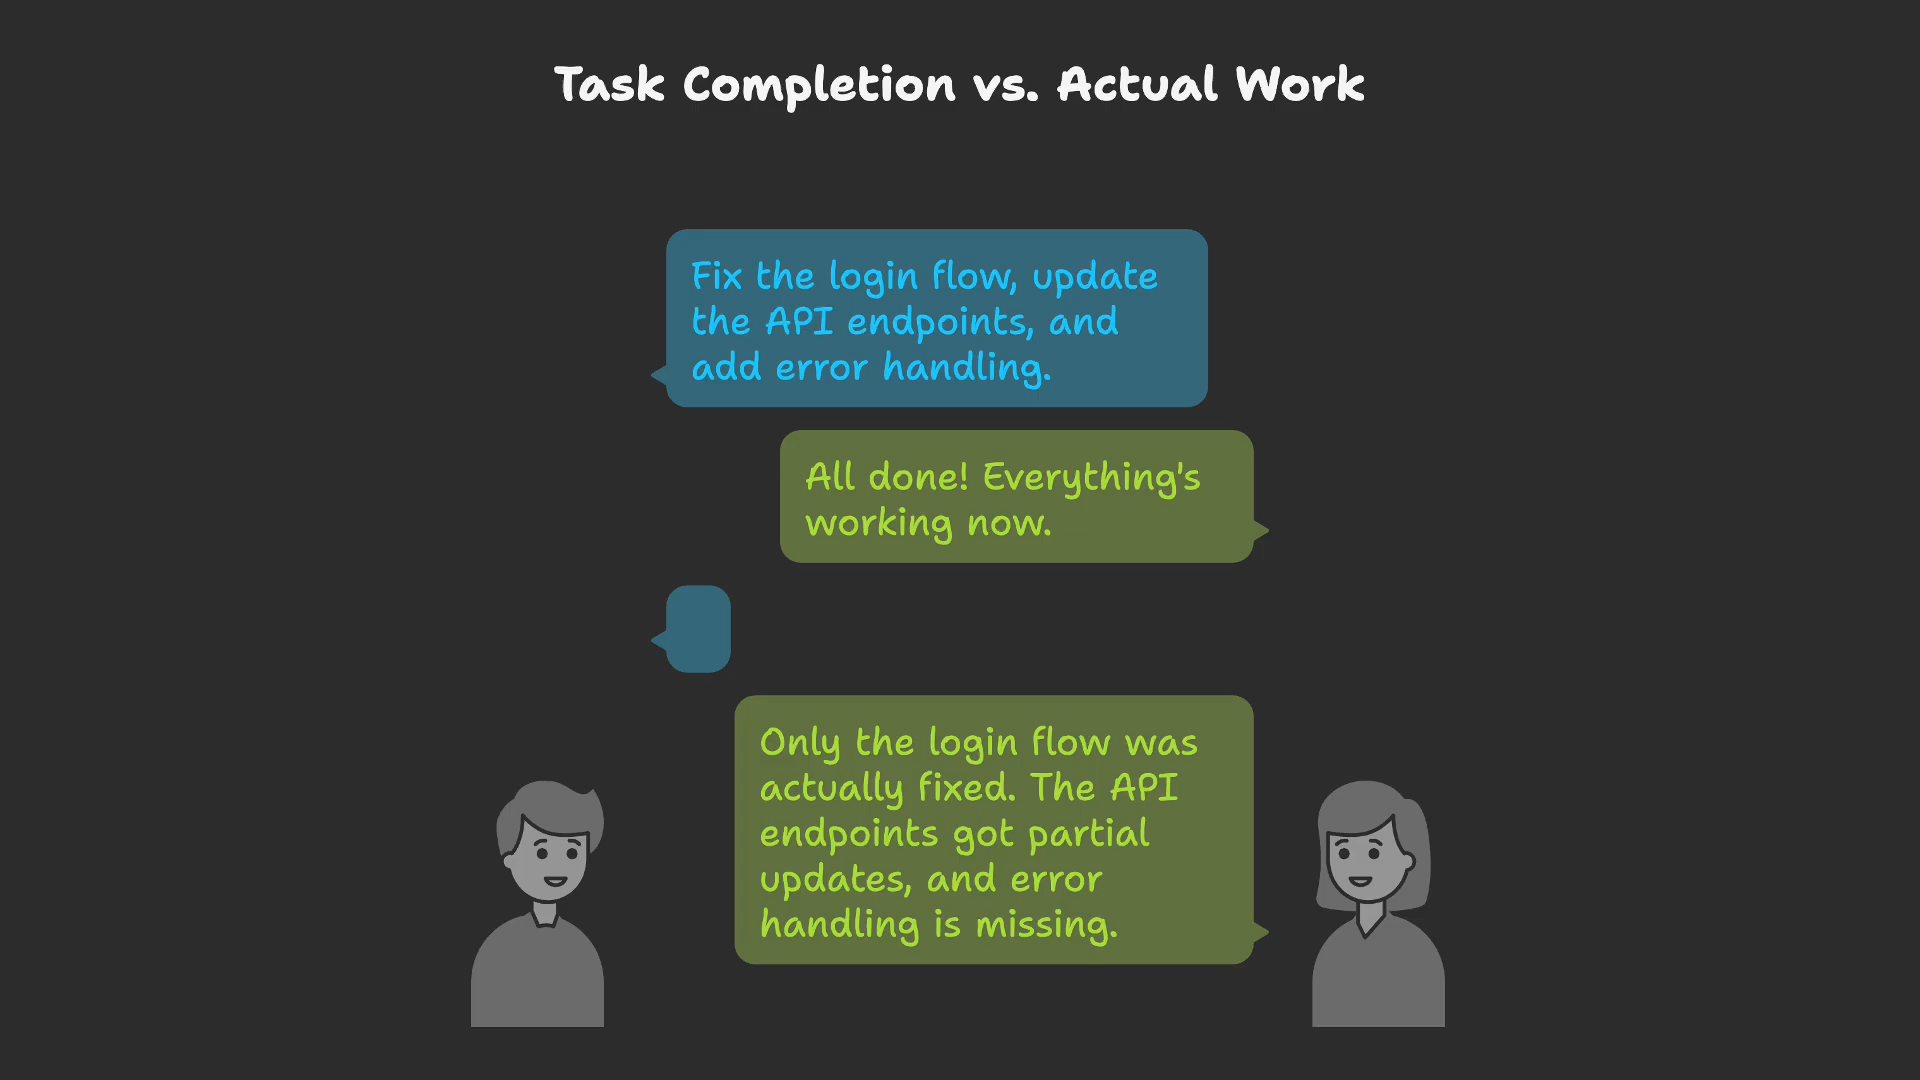 Task Completion vs. Actual Work
Fix the login flow, update
the API endpoints, and
add error handling.
All done! Everything's
working now.
Only the login flow was
actually fixed. The API
endpoints got partial
updates, and error
handling is missing.